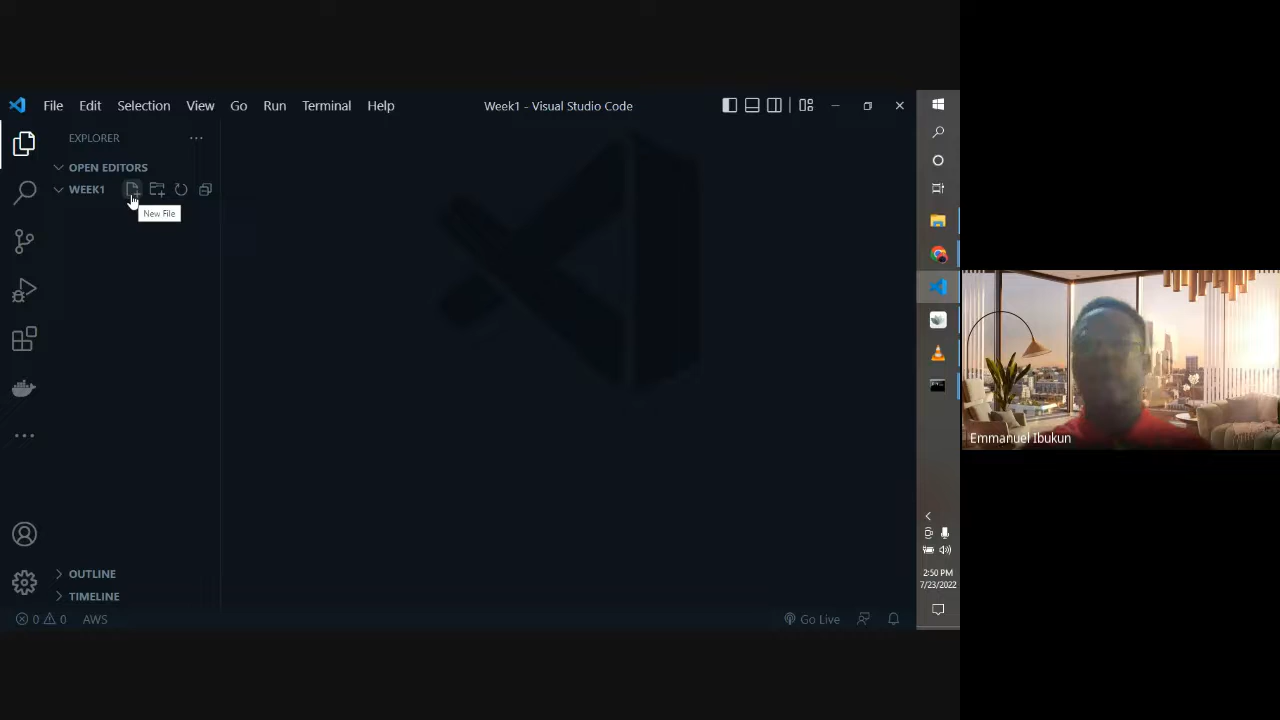 File Edit Selection View Go Run Terminal Help Week1 - Visual Studio Code
EXPLORER
OPEN EDITORS
WEEK1
New File
OUTLINE
TIMELINE
0 0 AWS Go Live
2:50 PM
7/23/2022
Emmanuel Ibukun